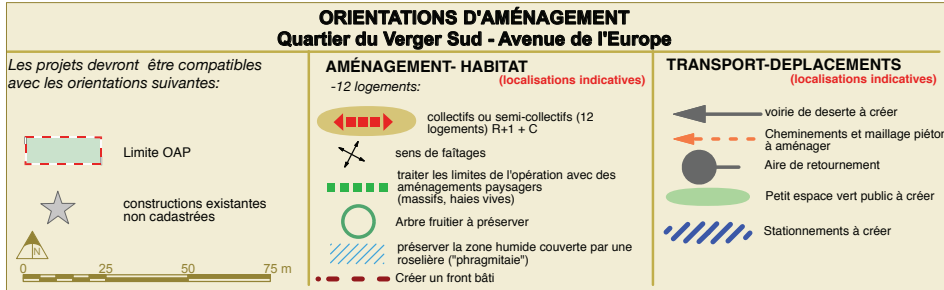 ORIENTATIONS D'AMÉNAGEMENT
Quartier du Verger Sud - Avenue de l'Europe
Les projets devront être compatibles
avec les orientations suivantes:
Limite OAP
constructions existantes
non cadastrées
N
0 25 50 75 m
AMÉNAGEMENT- HABITAT
(localisations indicatives)
-12 logements:
collectifs ou semi-collectifs (12
logements) R+1 + C
sens de faîtages
traiter les limites de l'opération avec des
aménagements paysagers
(massifs, haies vives)
Arbre fruitier à préserver
préserver la zone humide couverte par une
roselière ("phragmitaie")
Créer un front bâti
TRANSPORT-DEPLACEMENTS
(localisations indicatives)
voirie de deserte à créer
Cheminements et maillage piéton
à aménager
Aire de retournement
Petit espace vert public à créer
Stationnements à créer